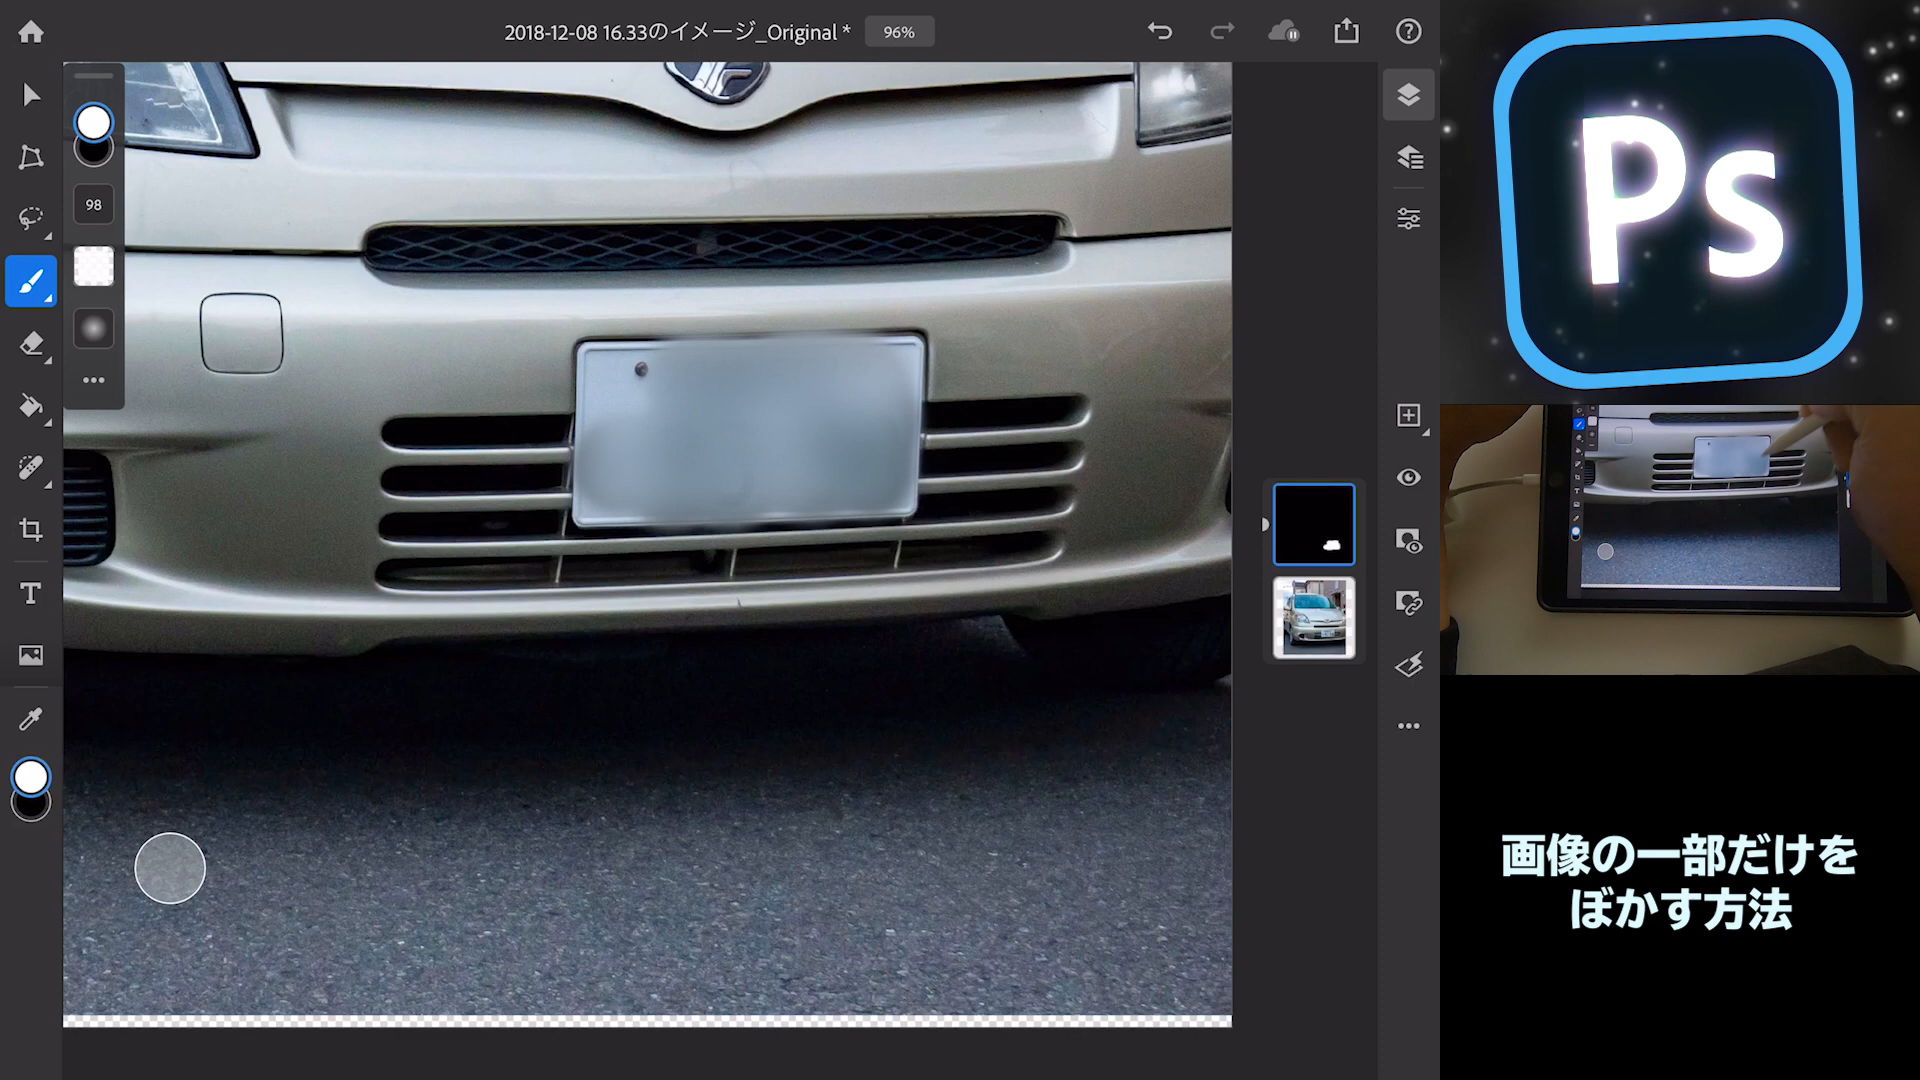 2018-12-08 16.33のイメージ_Original *
96%
98
Ps
画像の一部だけを
ぼかす方法